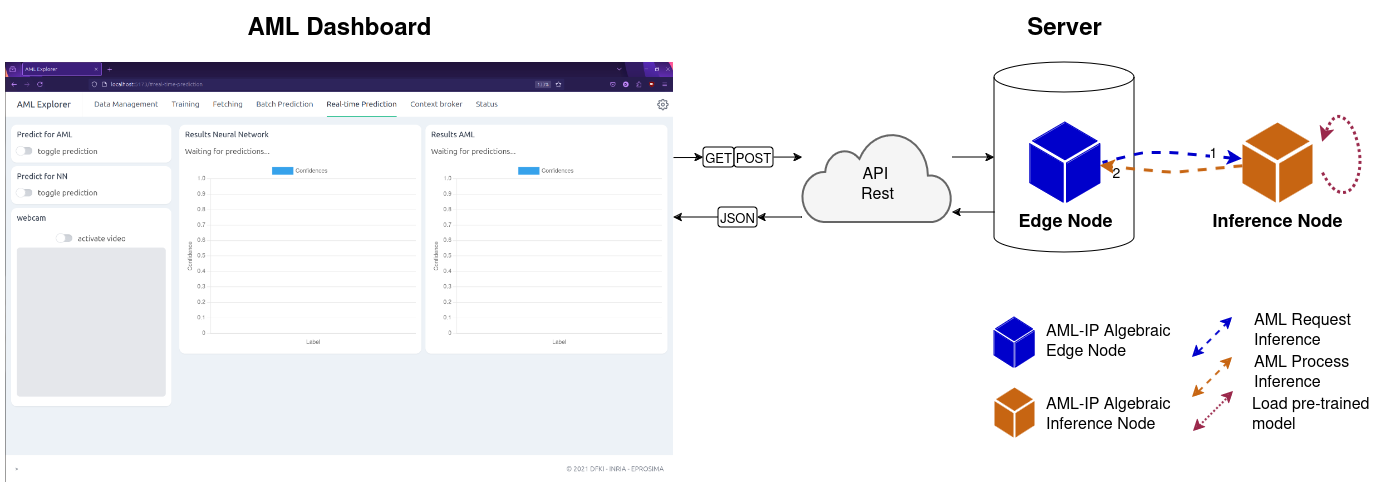 AML Dashboard
Server
AML Explorer
AML Explorer
Data Management
Training
Fetching
Batch Prediction
Real-time Prediction
Context broker
Status
Predict for AML
toggle prediction
Predict for NN
toggle prediction
webcam
activate video
Results Neural Network
Waiting for predictions...
Confidences
1.0
0.9
0.8
0.7
0.6
0.5
0.4
0.3
0.2
0.1
0
Confidence
Label
Results AML
Waiting for predictions...
Confidences
1.0
0.9
0.8
0.7
0.6
0.5
0.4
0.3
0.2
0.1
0
Confidence
Label
© 2021 DFKI - INRIA - EPROSIMA
GET
POST
JSON
API
Rest
1
2
Edge Node
Inference Node
AML-IP Algebraic
Edge Node
AML-IP Algebraic
Inference Node
AML Request
Inference
AML Process
Inference
Load pre-trained
model